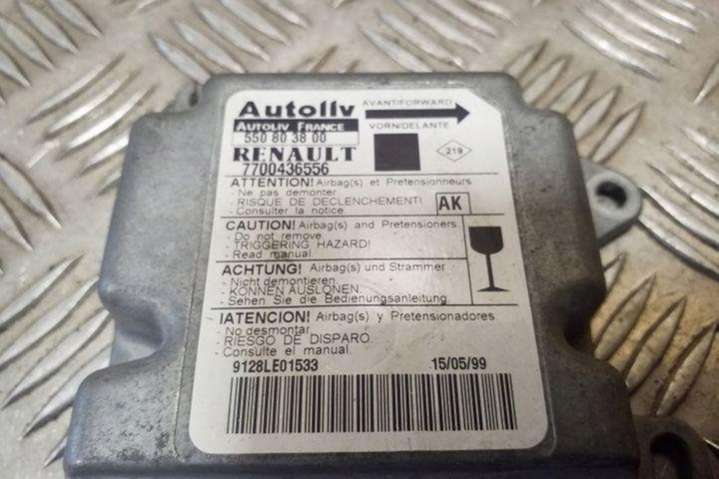 Autoliv
AVANT/FORWARD
AUTOLIV FRANCE
VORN/DELANTE
550 80 38 00
RENAULT
7700436556
219
ATTENTION! Airbag(s) et Pretensionneurs
- Ne pas demonter.
- RISQUE DE DECLENCHEMENT!
- Consulter la notice.
AK
CAUTION! Airbag(s) and Pretensioners
- Do not remove.
- TRIGGERING HAZARD!
- Read manual.
ACHTUNG! Airbag(s) und Strammer
- Nicht demontieren.
- KONNEN AUSLONEN.
- Sehen Sie die Bedienungsanleitung
¡ATENCION! Airbag(s) y Pretensionadores
- No desmontar.
- RIESGO DE DISPARO.
- Consulte el manual.
9128LE01533
15/05/99